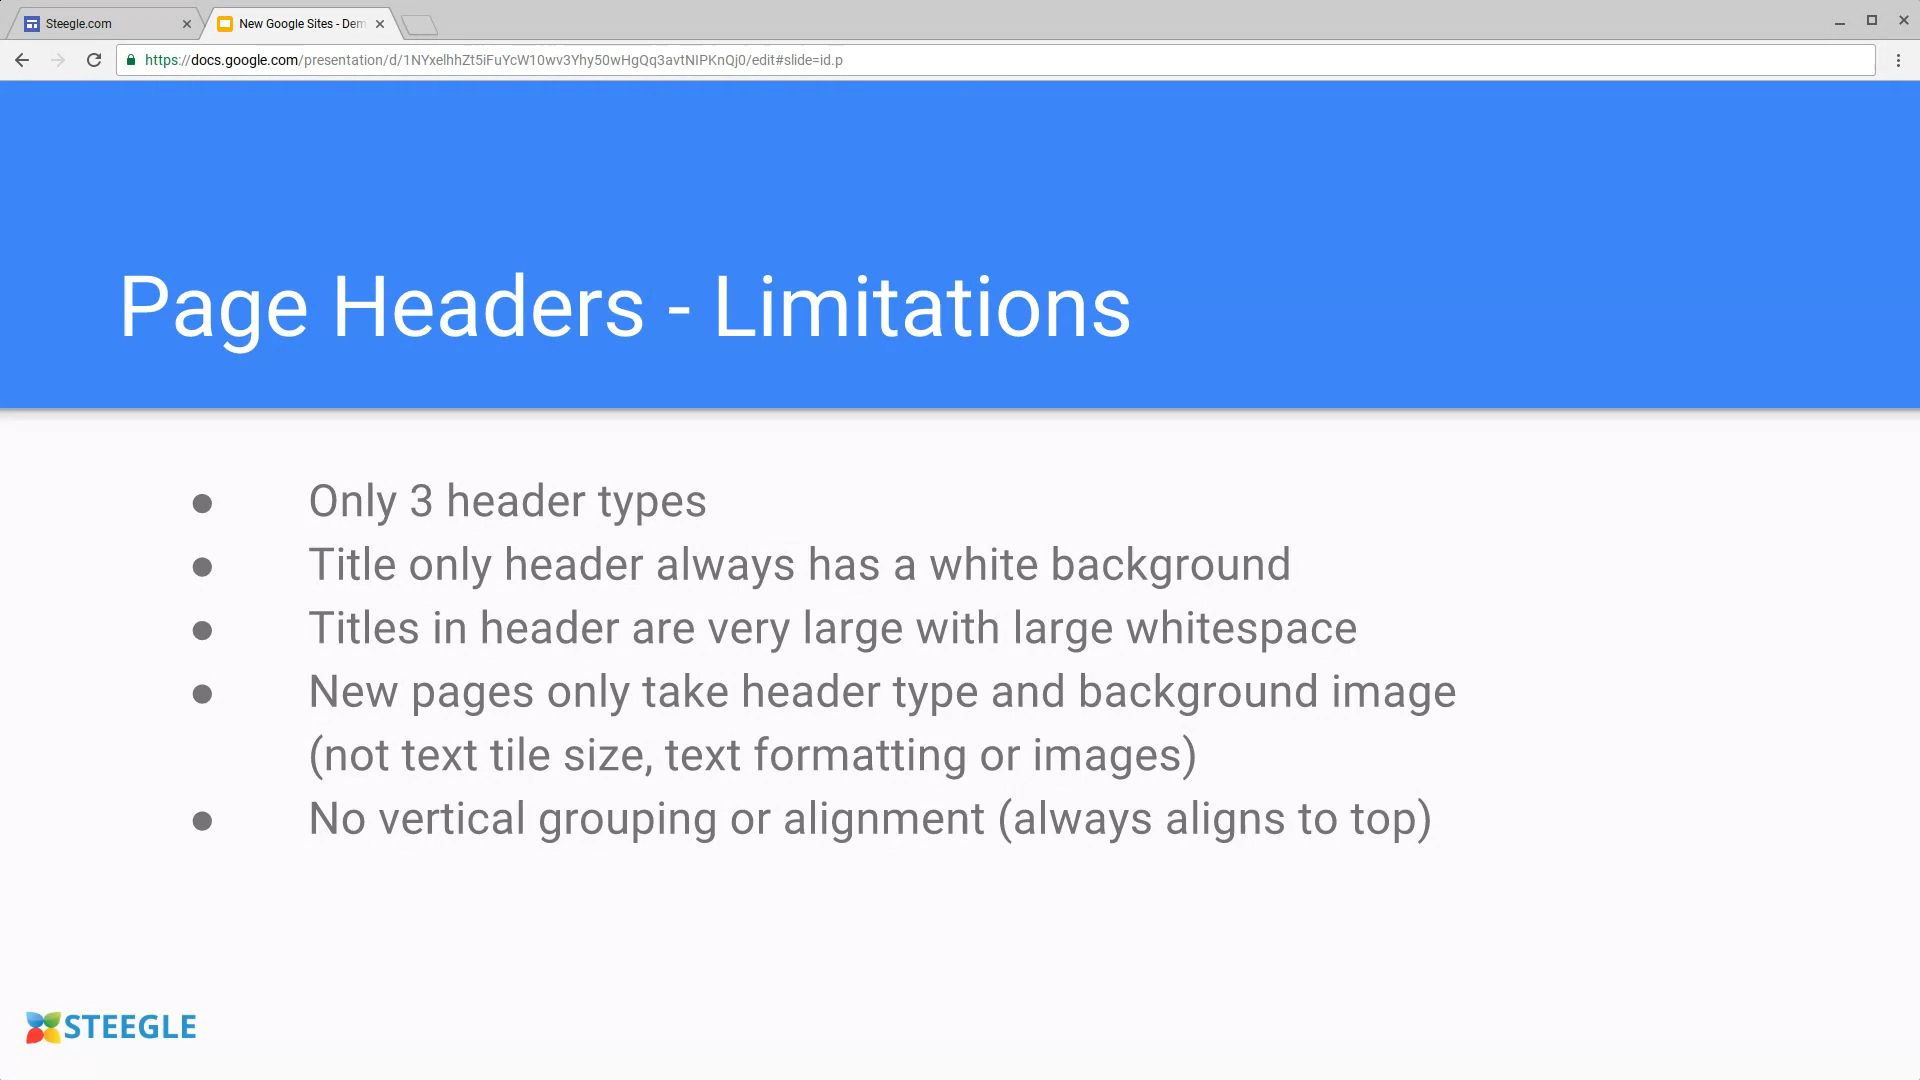 Steegle.com
New Google Sites - Dem
https://docs.google.com/presentation/d/1NYxelhhZt5iFuYcW10wv3Yhy50wHgQq3avtNIPKnQj0/edit#slide=id.p
Page Headers - Limitations
● Only 3 header types
● Title only header always has a white background
● Titles in header are very large with large whitespace
● New pages only take header type and background image
(not text tile size, text formatting or images)
● No vertical grouping or alignment (always aligns to top)
STEEGLE